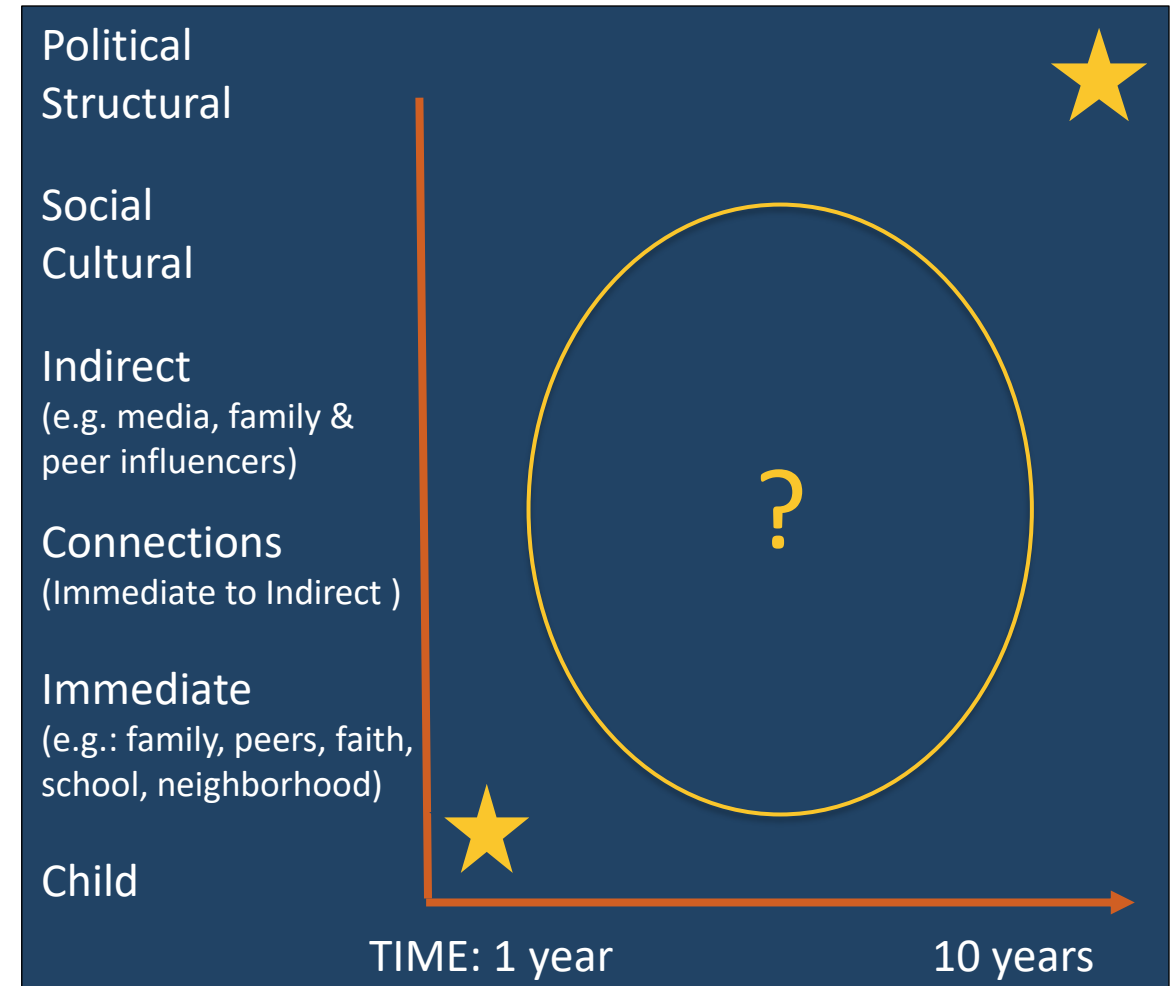 Political
Structural
Social
Cultural
Indirect
(e.g. media, family &
peer influencers)
?
Connections
(Immediate to Indirect )
Immediate
(e.g.: family, peers, faith,
school, neighborhood)
Child
TIME: 1 year
10 years